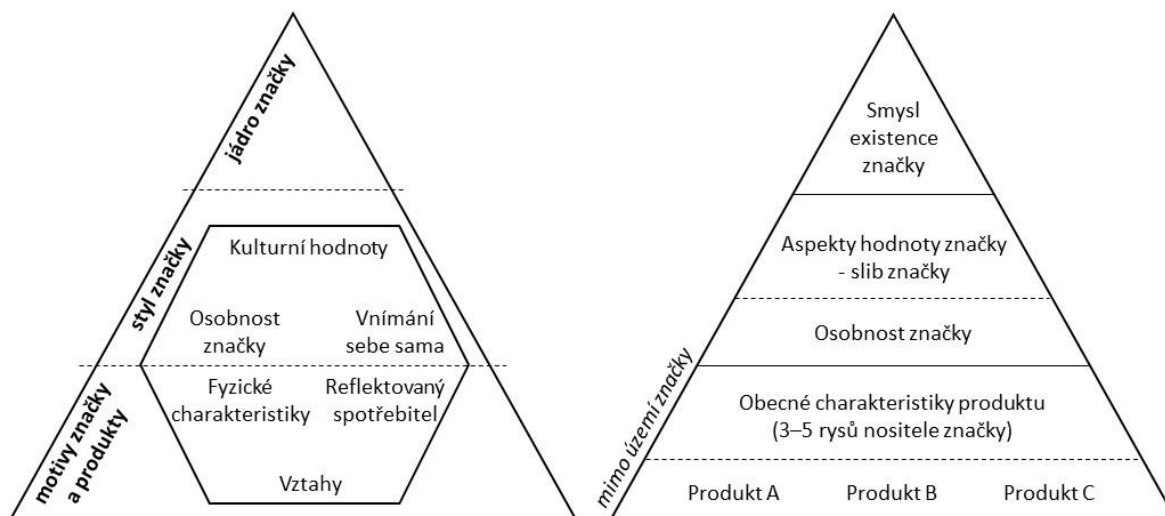 jádro značky
styl značky
motivy značky
a produkty
Kulturní hodnoty
Osobnost
značky
Vnímání
sebe sama
Fyzické
charakteristiky
Reflektovaný
spotřebitel
Vztahy
mimo území značky
Smysl
existence
značky
Aspekty hodnoty značky
- slib značky
Osobnost značky
Obecné charakteristiky produktu
(3–5 rysů nositele značky)
Produkt A
Produkt B
Produkt C